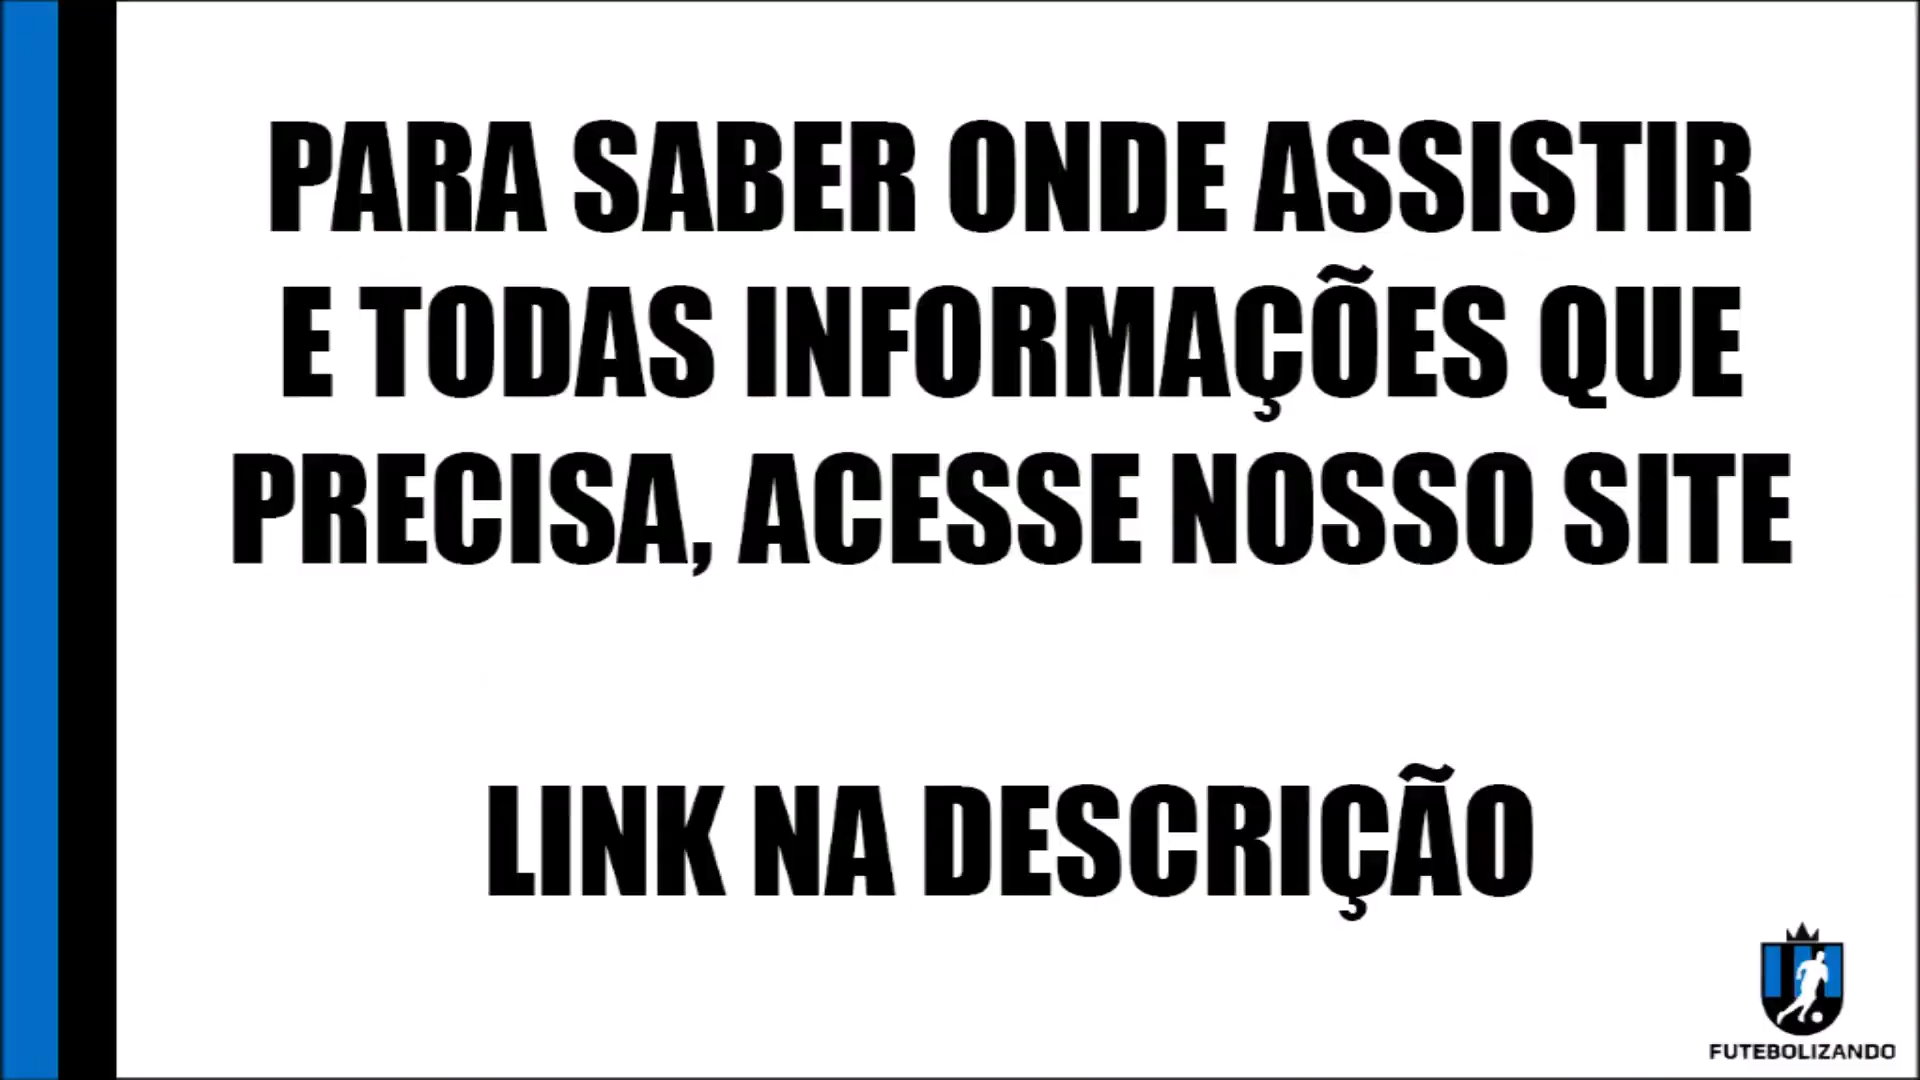 PARA SABER ONDE ASSISTIR
E TODAS INFORMAÇÕES QUE
PRECISA, ACESSE NOSSO SITE
LINK NA DESCRIÇÃO
FUTEBOLIZANDO